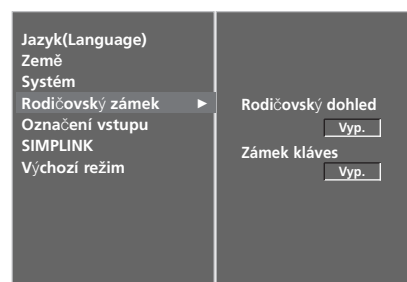 Jazyk(Language)
Země
Systém
Rodičovský zámek ►
Označení vstupu
SIMPLINK
Výchozí režim
Rodičovský dohled
Vyp.
Zámek kláves
Vyp.